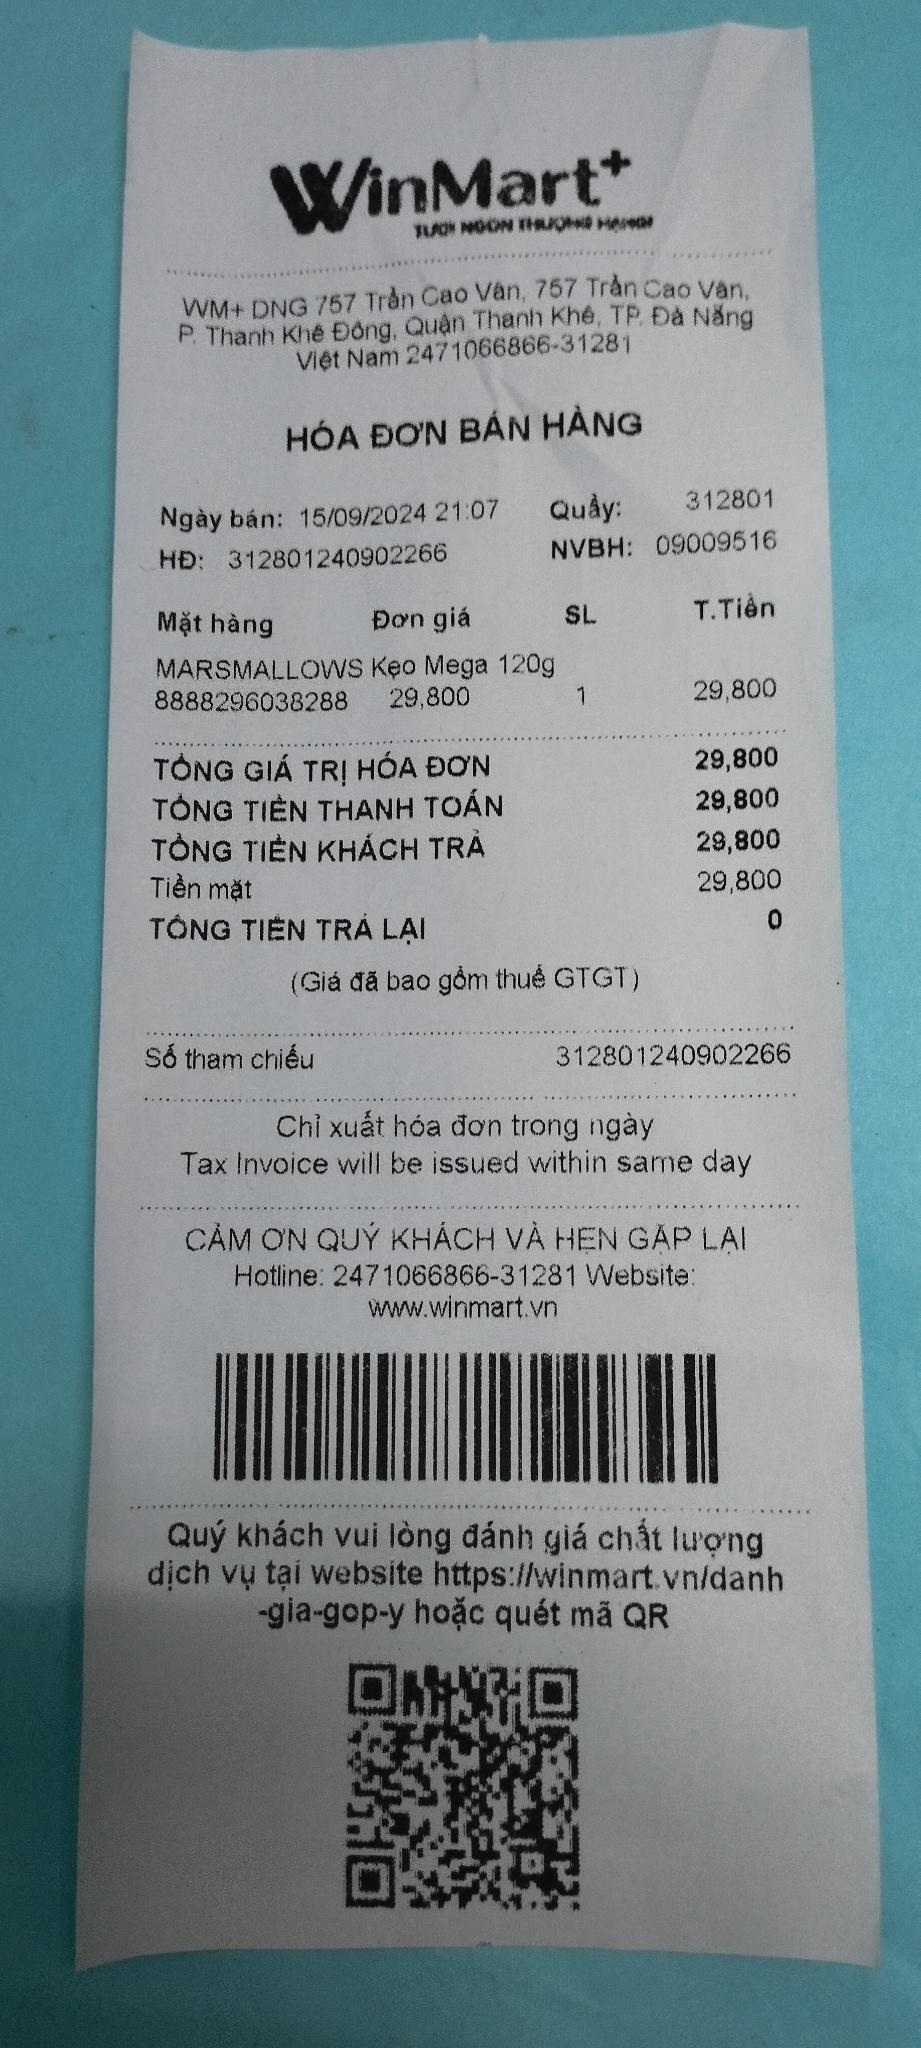 WinMart+
TƯƠI NGON THƯỢNG HẠNG
WM+ DNG 757 Trần Cao Vân, 757 Trần Cao Vân,
P. Thanh Khê Đông, Quận Thanh Khê, TP. Đà Nẵng
Việt Nam 2471066866-31281
HÓA ĐƠN BÁN HÀNG
Ngày bán: 15/09/2024 21:07 Quầy: 312801
HĐ: 312801240902266 NVBH: 09009516
Mặt hàng Đơn giá SL T.Tiền
MARSMALLOWS Kẹo Mega 120g
8888296038288 29,800 1 29,800
TỔNG GIÁ TRỊ HÓA ĐƠN 29,800
TỔNG TIỀN THANH TOÁN 29,800
TỔNG TIỀN KHÁCH TRẢ 29,800
Tiền mặt 29,800
TỔNG TIỀN TRẢ LẠI 0
(Giá đã bao gồm thuế GTGT)
Số tham chiếu 312801240902266
Chỉ xuất hóa đơn trong ngày
Tax Invoice will be issued within same day
CẢM ƠN QUÝ KHÁCH VÀ HẸN GẶP LẠI
Hotline: 2471066866-31281 Website:
www.winmart.vn
Quý khách vui lòng đánh giá chất lượng
dịch vụ tại website https://winmart.vn/danh
-gia-gop-y hoặc quét mã QR